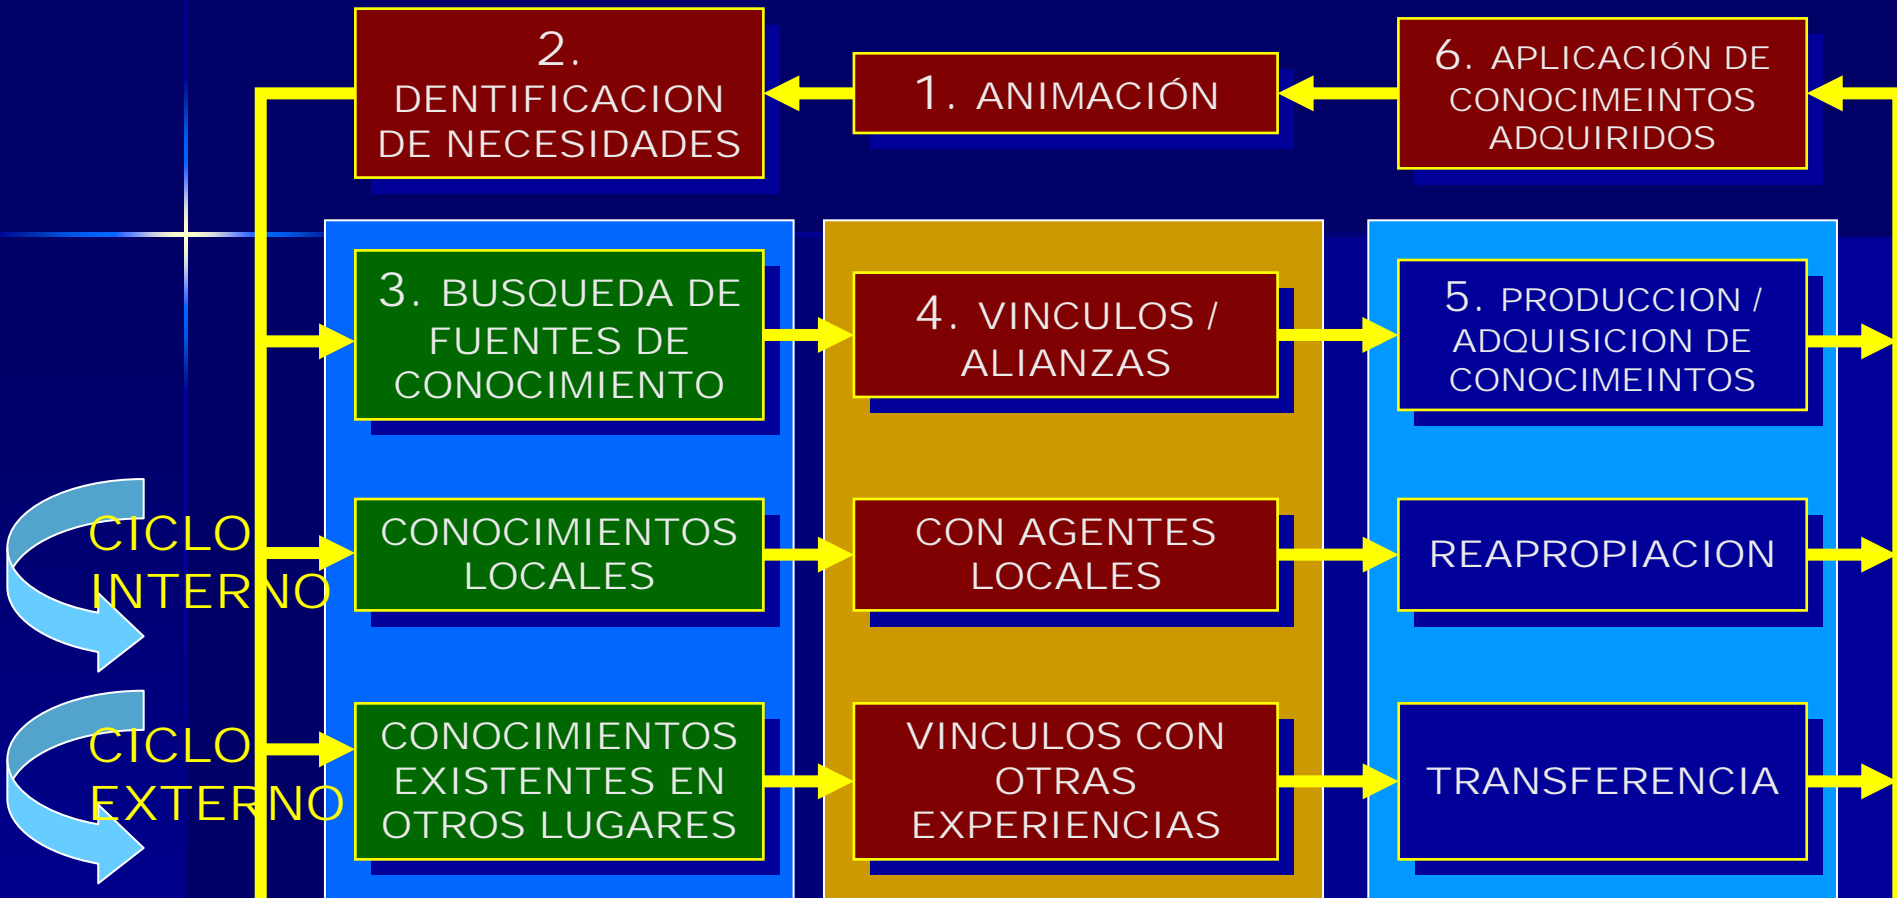 2.
DENTIFICACION
DE NECESIDADES
1. ANIMACIÓN
6. APLICACIÓN DE
CONOCIMEINTOS
ADQUIRIDOS
3. BUSQUEDA DE
FUENTES DE
CONOCIMIENTO
4. VINCULOS /
ALIANZAS
5. PRODUCCION /
ADQUISICION DE
CONOCIMEINTOS
CICLO
INTERNO
CONOCIMIENTOS
LOCALES
CON AGENTES
LOCALES
REAPROPIACION
CICLO
EXTERNO
CONOCIMIENTOS
EXISTENTES EN
OTROS LUGARES
VINCULOS CON
OTRAS
EXPERIENCIAS
TRANSFERENCIA